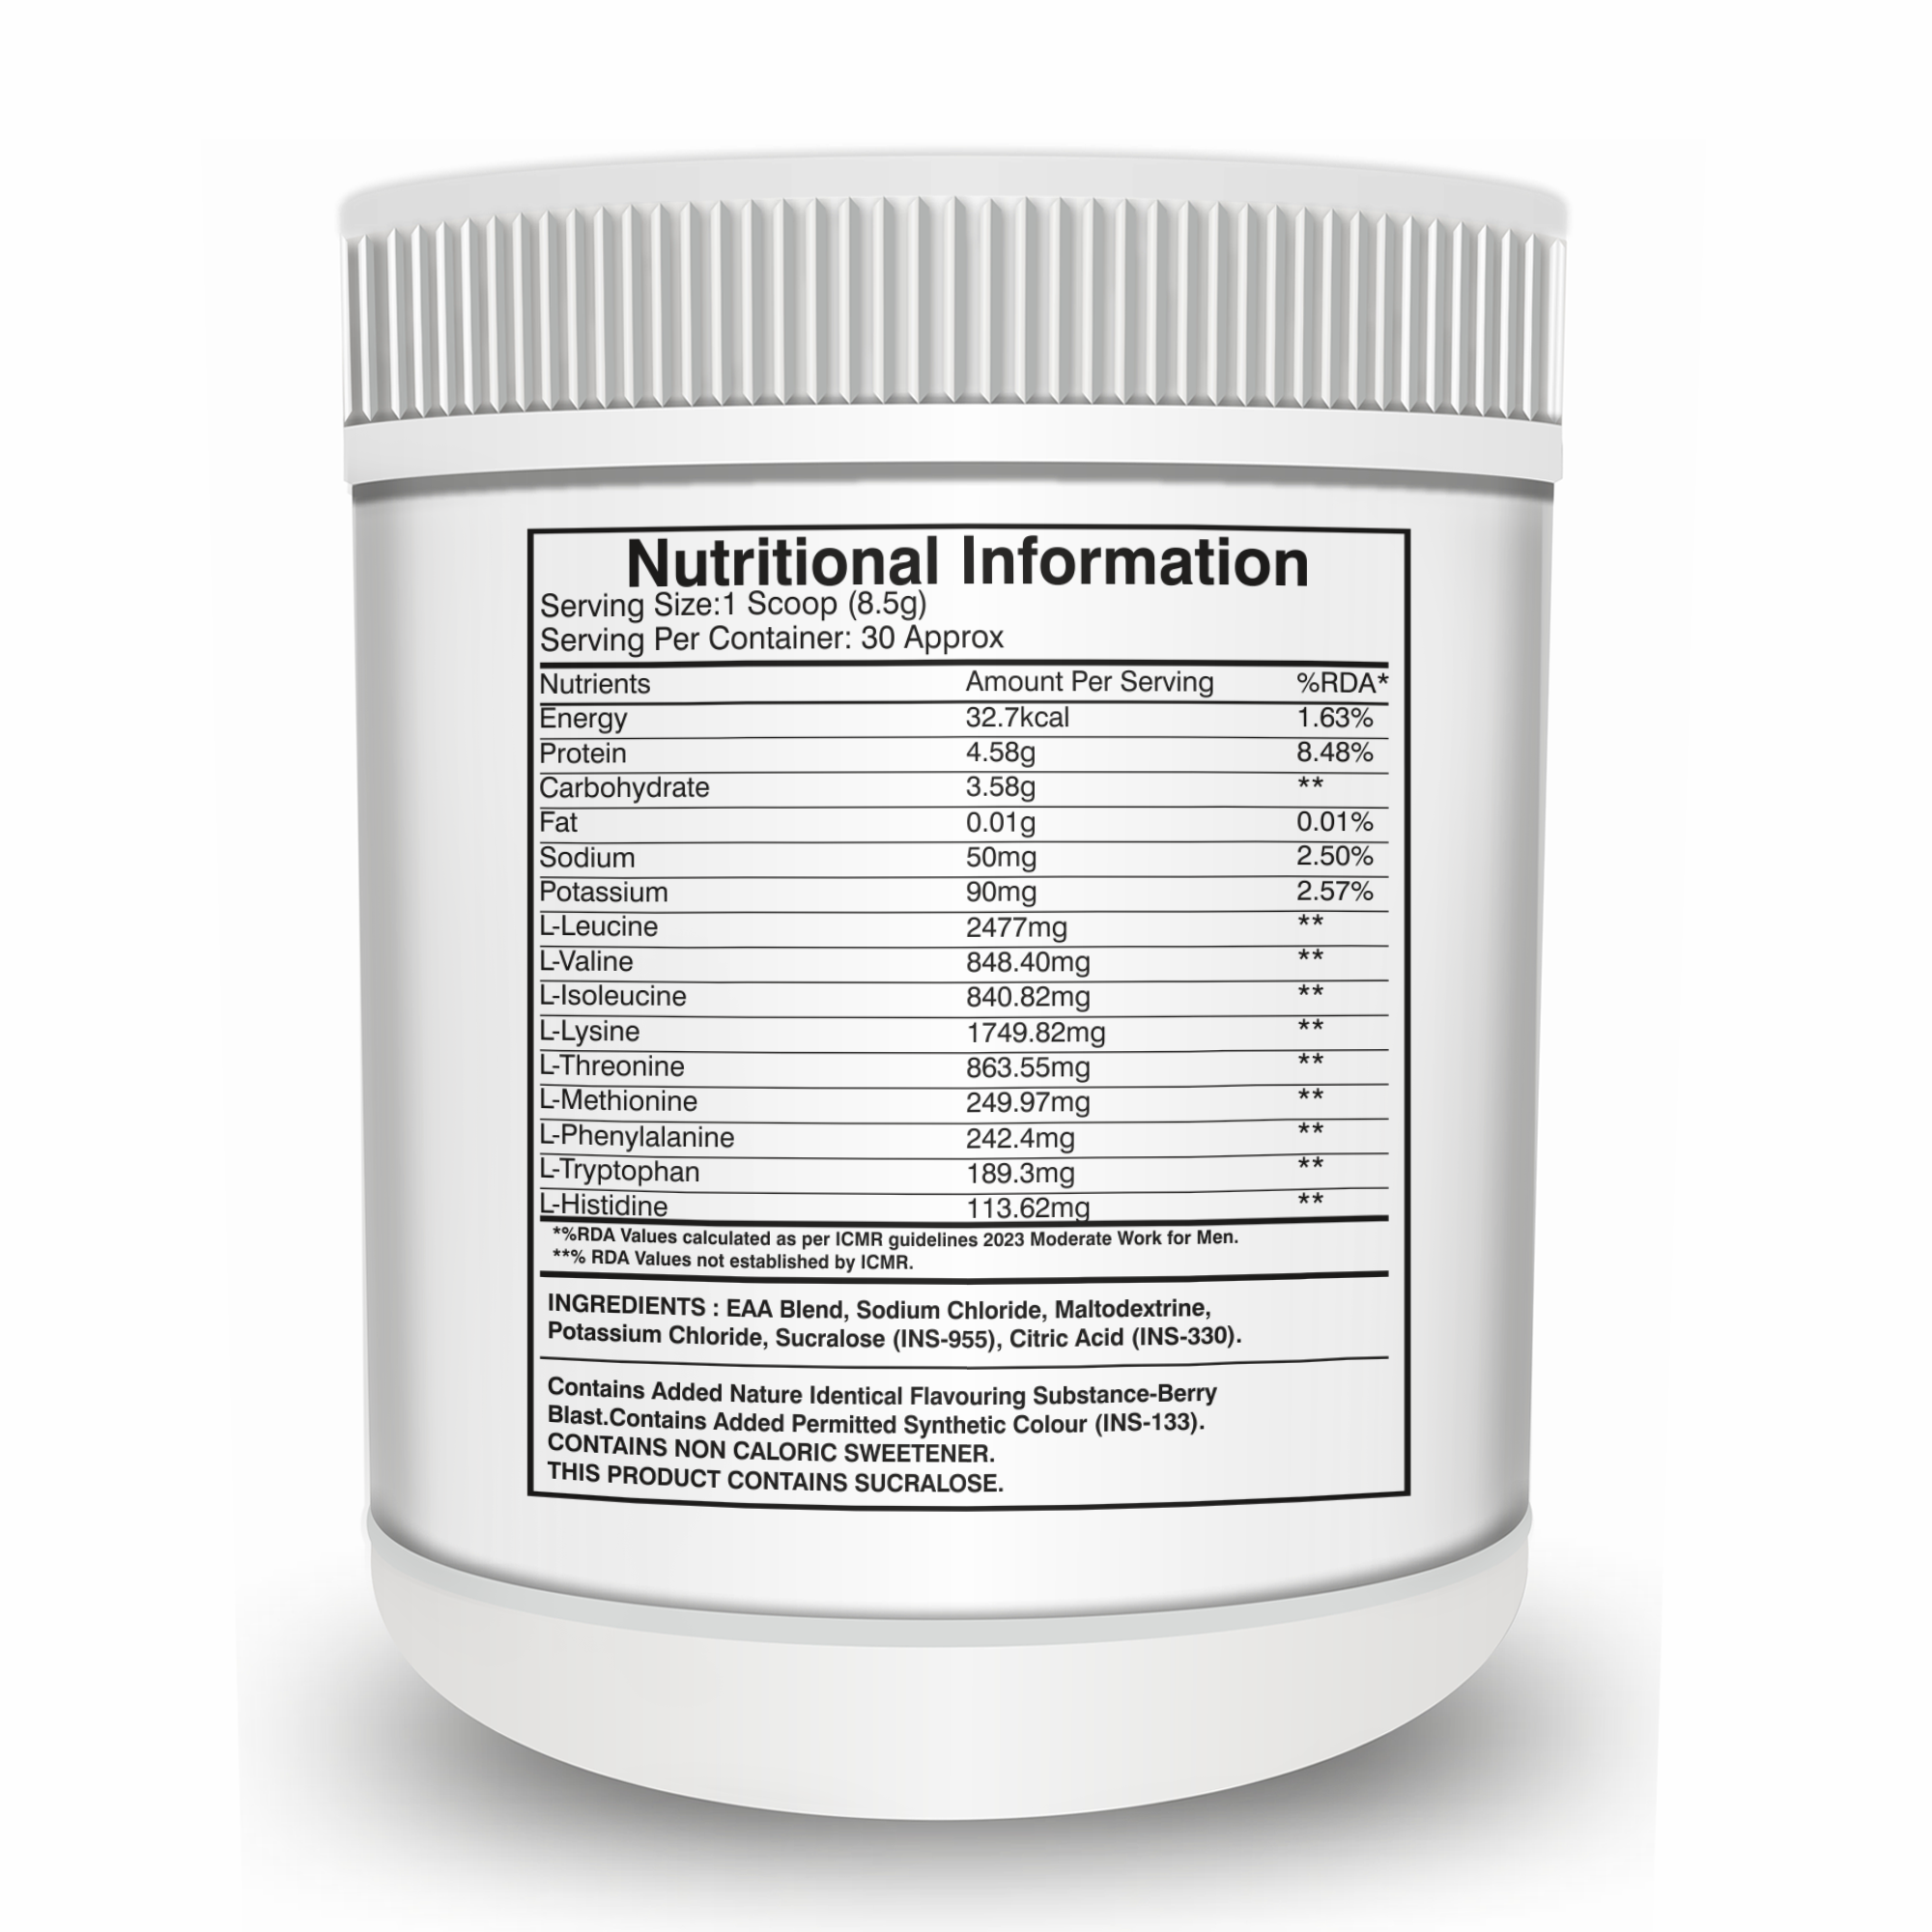 Nutritional Information
Serving Size:1 Scoop (8.5g)
Serving Per Container: 30 Approx
Nutrients Amount Per Serving %RDA*
Energy 32.7kcal 1.63%
Protein 4.58g 8.48%
Carbohydrate 3.58g **
Fat 0.01g 0.01%
Sodium 50mg 2.50%
Potassium 90mg 2.57%
L-Leucine 2477mg **
L-Valine 848.40mg **
L-Isoleucine 840.82mg **
L-Lysine 1749.82mg **
L-Threonine 863.55mg **
L-Methionine 249.97mg **
L-Phenylalanine 242.4mg **
L-Tryptophan 189.3mg **
L-Histidine 113.62mg **
*%RDA Values calculated as per ICMR guidelines 2023 Moderate Work for Men.
**% RDA Values not established by ICMR.
INGREDIENTS : EAA Blend, Sodium Chloride, Maltodextrine,
Potassium Chloride, Sucralose (INS-955), Citric Acid (INS-330).
Contains Added Nature Identical Flavouring Substance-Berry
Blast.Contains Added Permitted Synthetic Colour (INS-133).
CONTAINS NON CALORIC SWEETENER.
THIS PRODUCT CONTAINS SUCRALOSE.